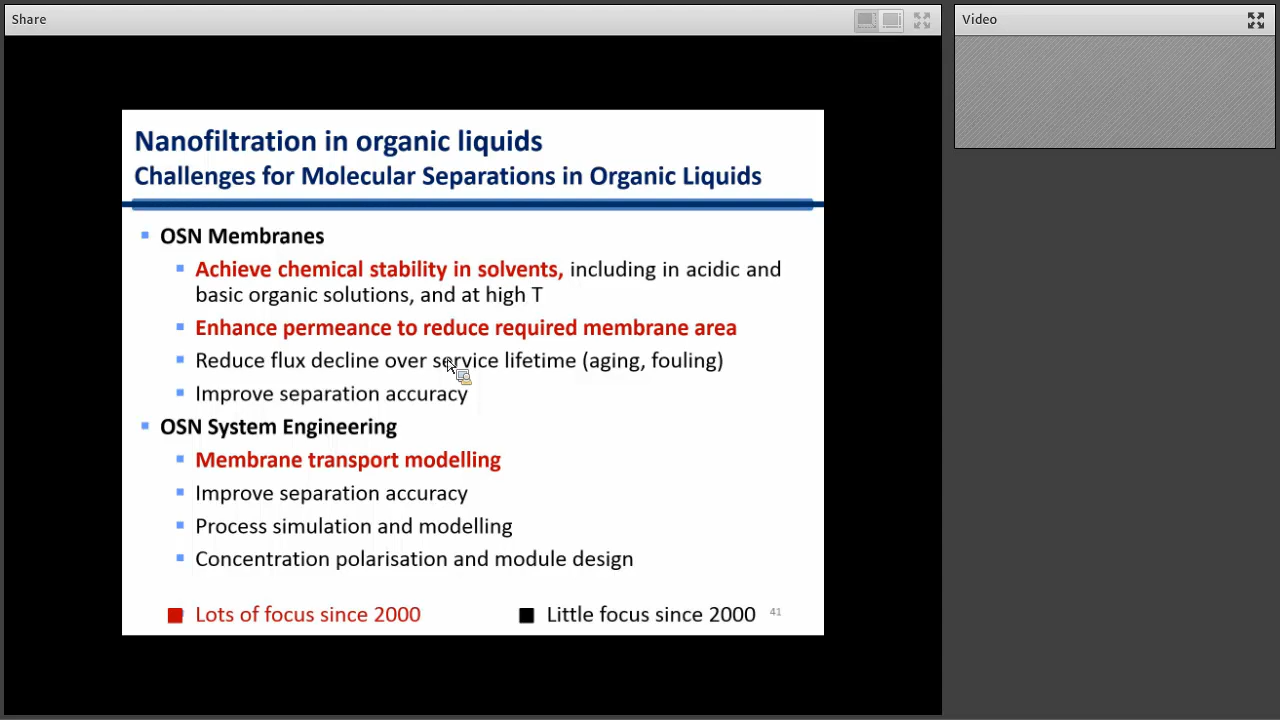 Share
Video
Nanofiltration in organic liquids
Challenges for Molecular Separations in Organic Liquids
OSN Membranes
Achieve chemical stability in solvents, including in acidic and
basic organic solutions, and at high T
Enhance permeance to reduce required membrane area
Reduce flux decline over service lifetime (aging, fouling)
Improve separation accuracy
OSN System Engineering
Membrane transport modelling
Improve separation accuracy
Process simulation and modelling
Concentration polarisation and module design
Lots of focus since 2000
Little focus since 2000
41